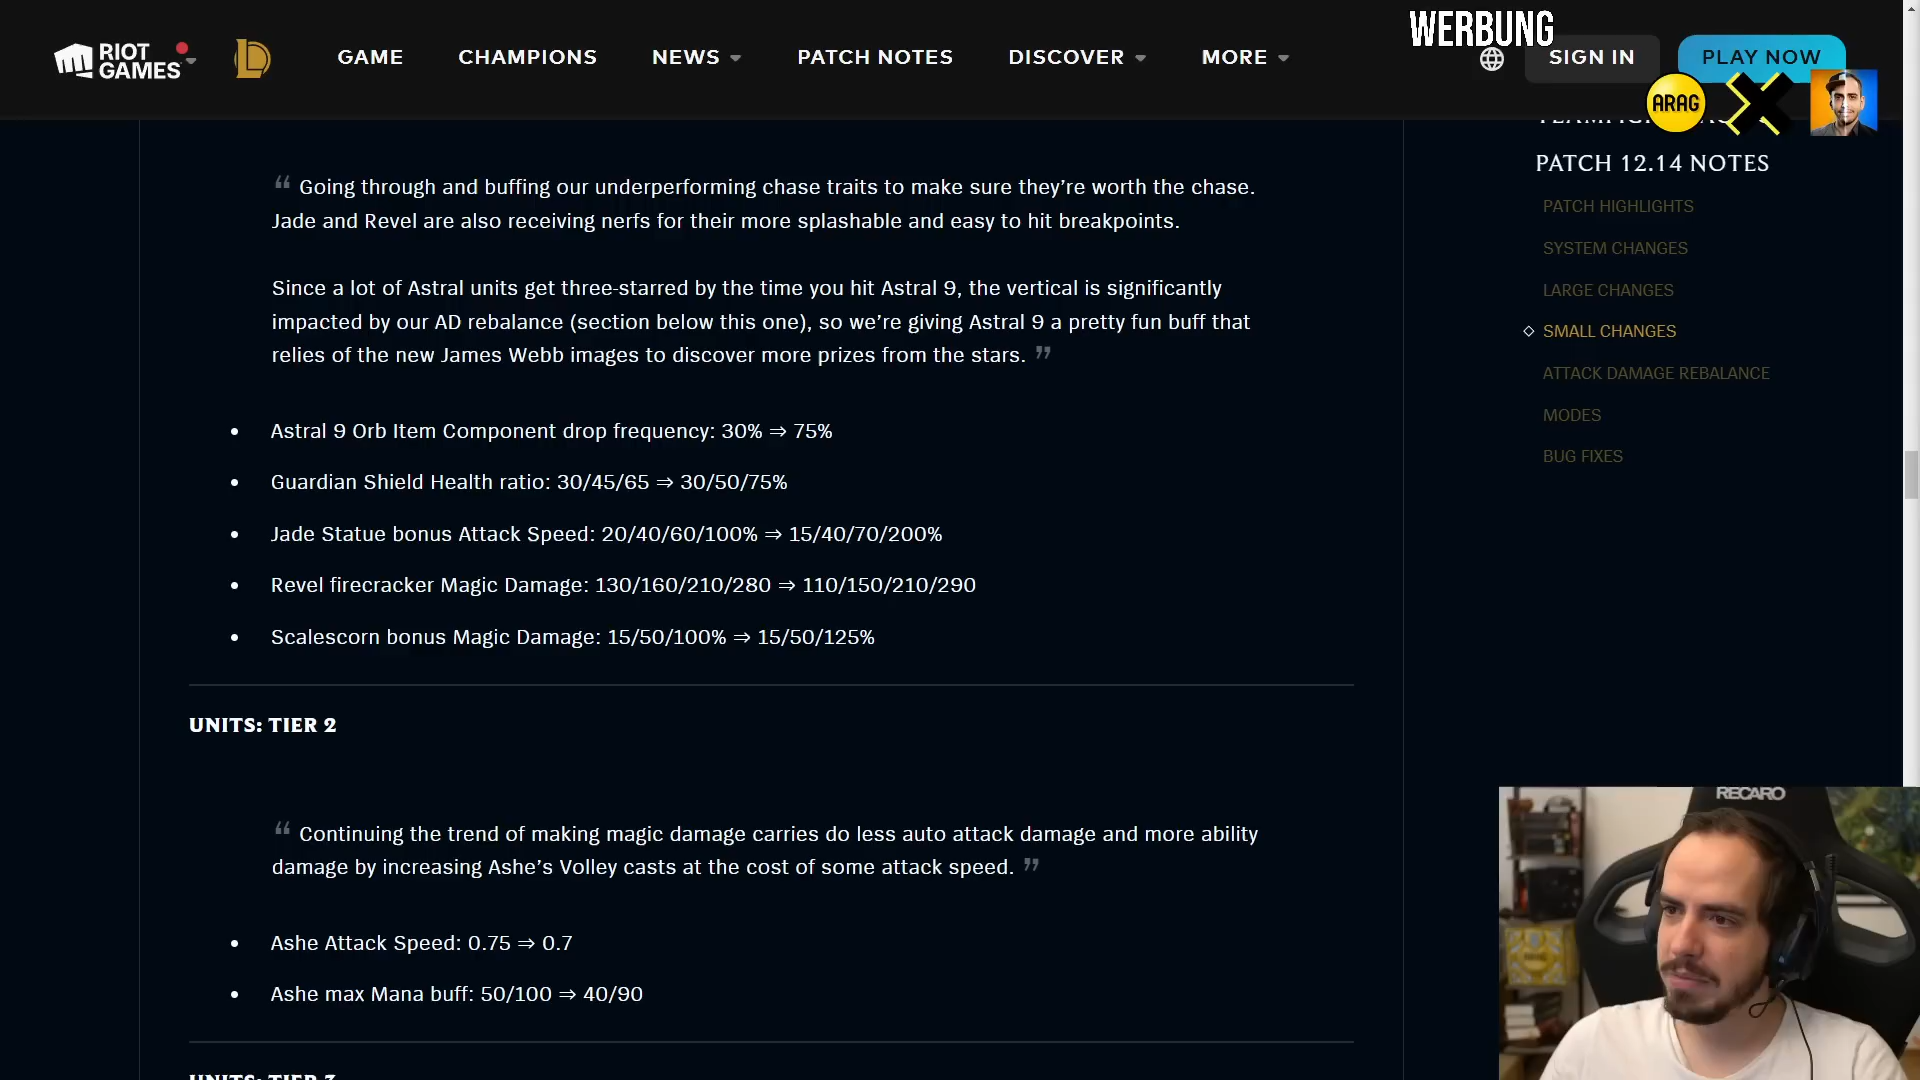 RIOT
GAMES
GAME
CHAMPIONS
NEWS
PATCH NOTES
DISCOVER
MORE
WERBUNG
SIGN IN
PLAY NOW
ARAG
“ Going through and buffing our underperforming chase traits to make sure they’re worth the chase.
Jade and Revel are also receiving nerfs for their more splashable and easy to hit breakpoints.
Since a lot of Astral units get three-starred by the time you hit Astral 9, the vertical is significantly
impacted by our AD rebalance (section below this one), so we’re giving Astral 9 a pretty fun buff that
relies of the new James Webb images to discover more prizes from the stars. ”
• Astral 9 Orb Item Component drop frequency: 30% ⇒ 75%
• Guardian Shield Health ratio: 30/45/65 ⇒ 30/50/75%
• Jade Statue bonus Attack Speed: 20/40/60/100% ⇒ 15/40/70/200%
• Revel firecracker Magic Damage: 130/160/210/280 ⇒ 110/150/210/290
• Scalescorn bonus Magic Damage: 15/50/100% ⇒ 15/50/125%
UNITS: TIER 2
“ Continuing the trend of making magic damage carries do less auto attack damage and more ability
damage by increasing Ashe’s Volley casts at the cost of some attack speed. ”
• Ashe Attack Speed: 0.75 ⇒ 0.7
• Ashe max Mana buff: 50/100 ⇒ 40/90
PATCH 12.14 NOTES
PATCH HIGHLIGHTS
SYSTEM CHANGES
LARGE CHANGES
SMALL CHANGES
ATTACK DAMAGE REBALANCE
MODES
BUG FIXES
RECARO